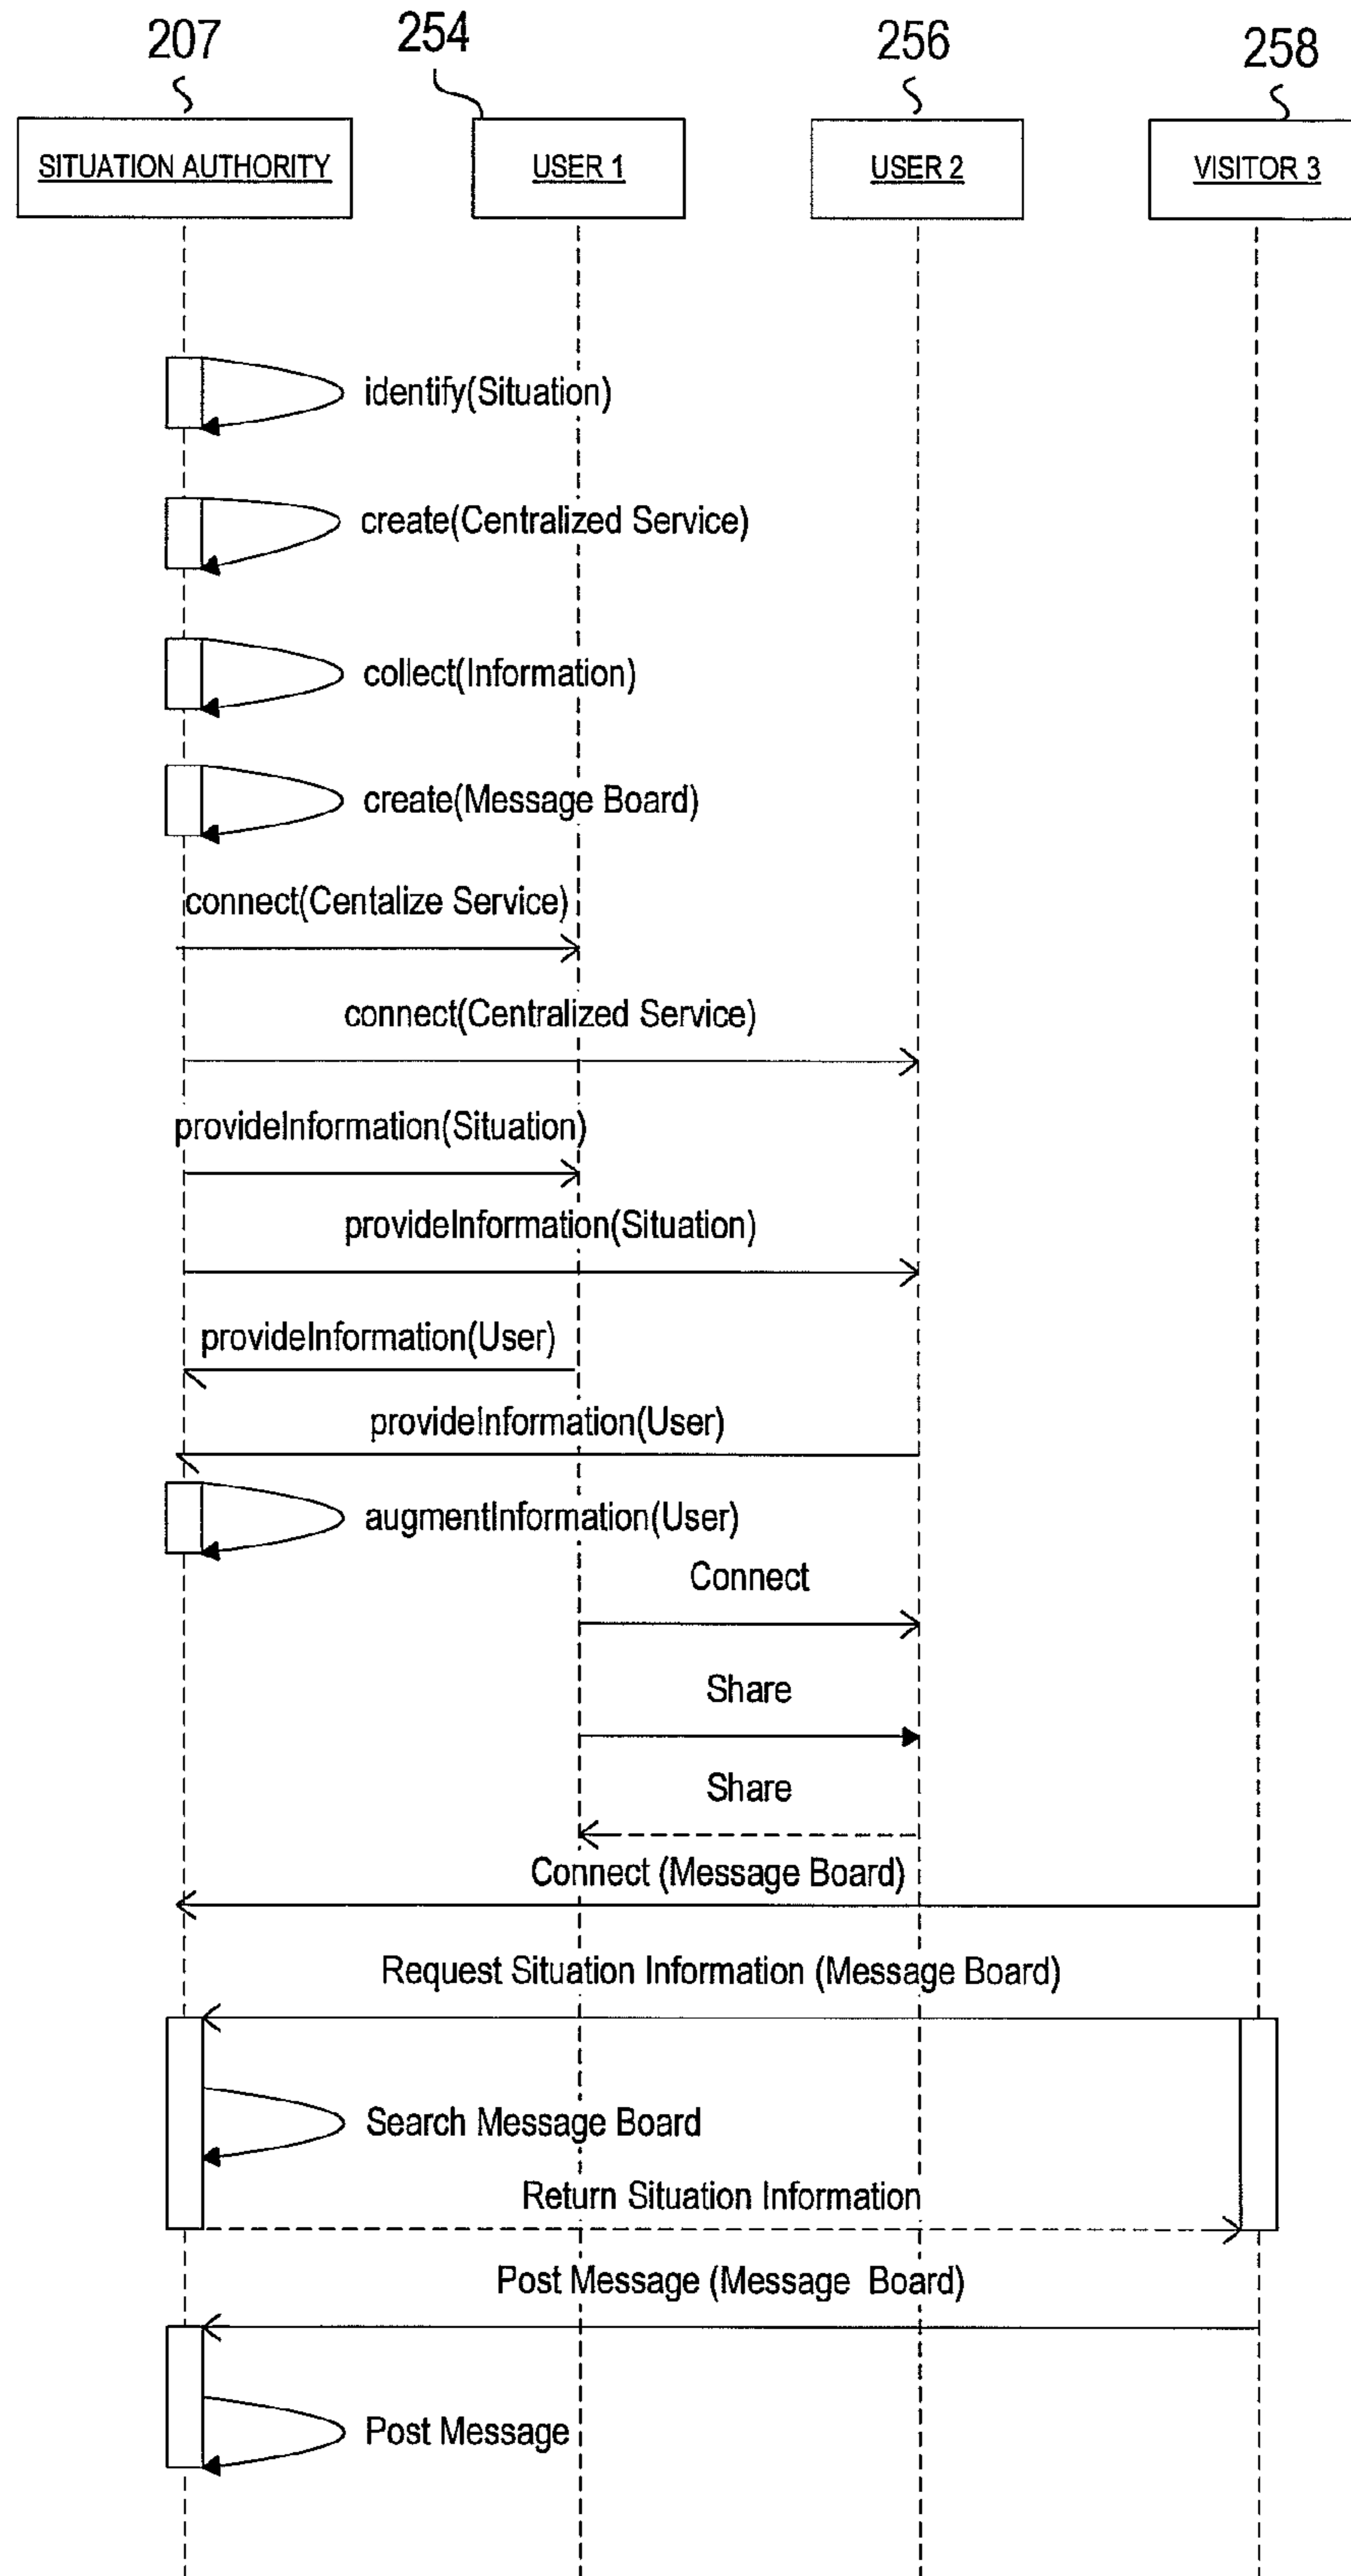 207 254 256 258
SITUATION AUTHORITY USER 1 USER 2 VISITOR 3
identify(Situation)
create(Centralized Service)
collect(Information)
create(Message Board)
connect(Centalize Service)
connect(Centralized Service)
provideInformation(Situation)
provideInformation(Situation)
provideInformation(User)
provideInformation(User)
augmentInformation(User)
Connect
Share
Share
Connect (Message Board)
Request Situation Information (Message Board)
Search Message Board
Return Situation Information
Post Message (Message Board)
Post Message